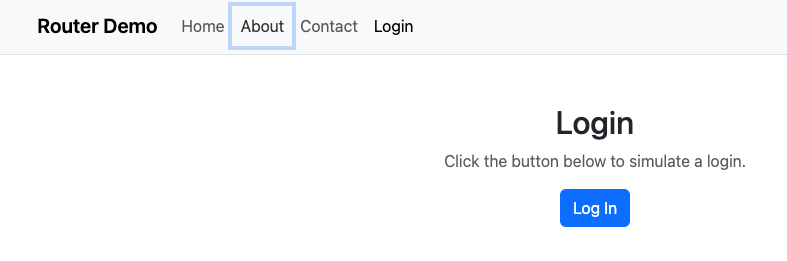 Router Demo Home About Contact Login
Login
Click the button below to simulate a login.
Log In